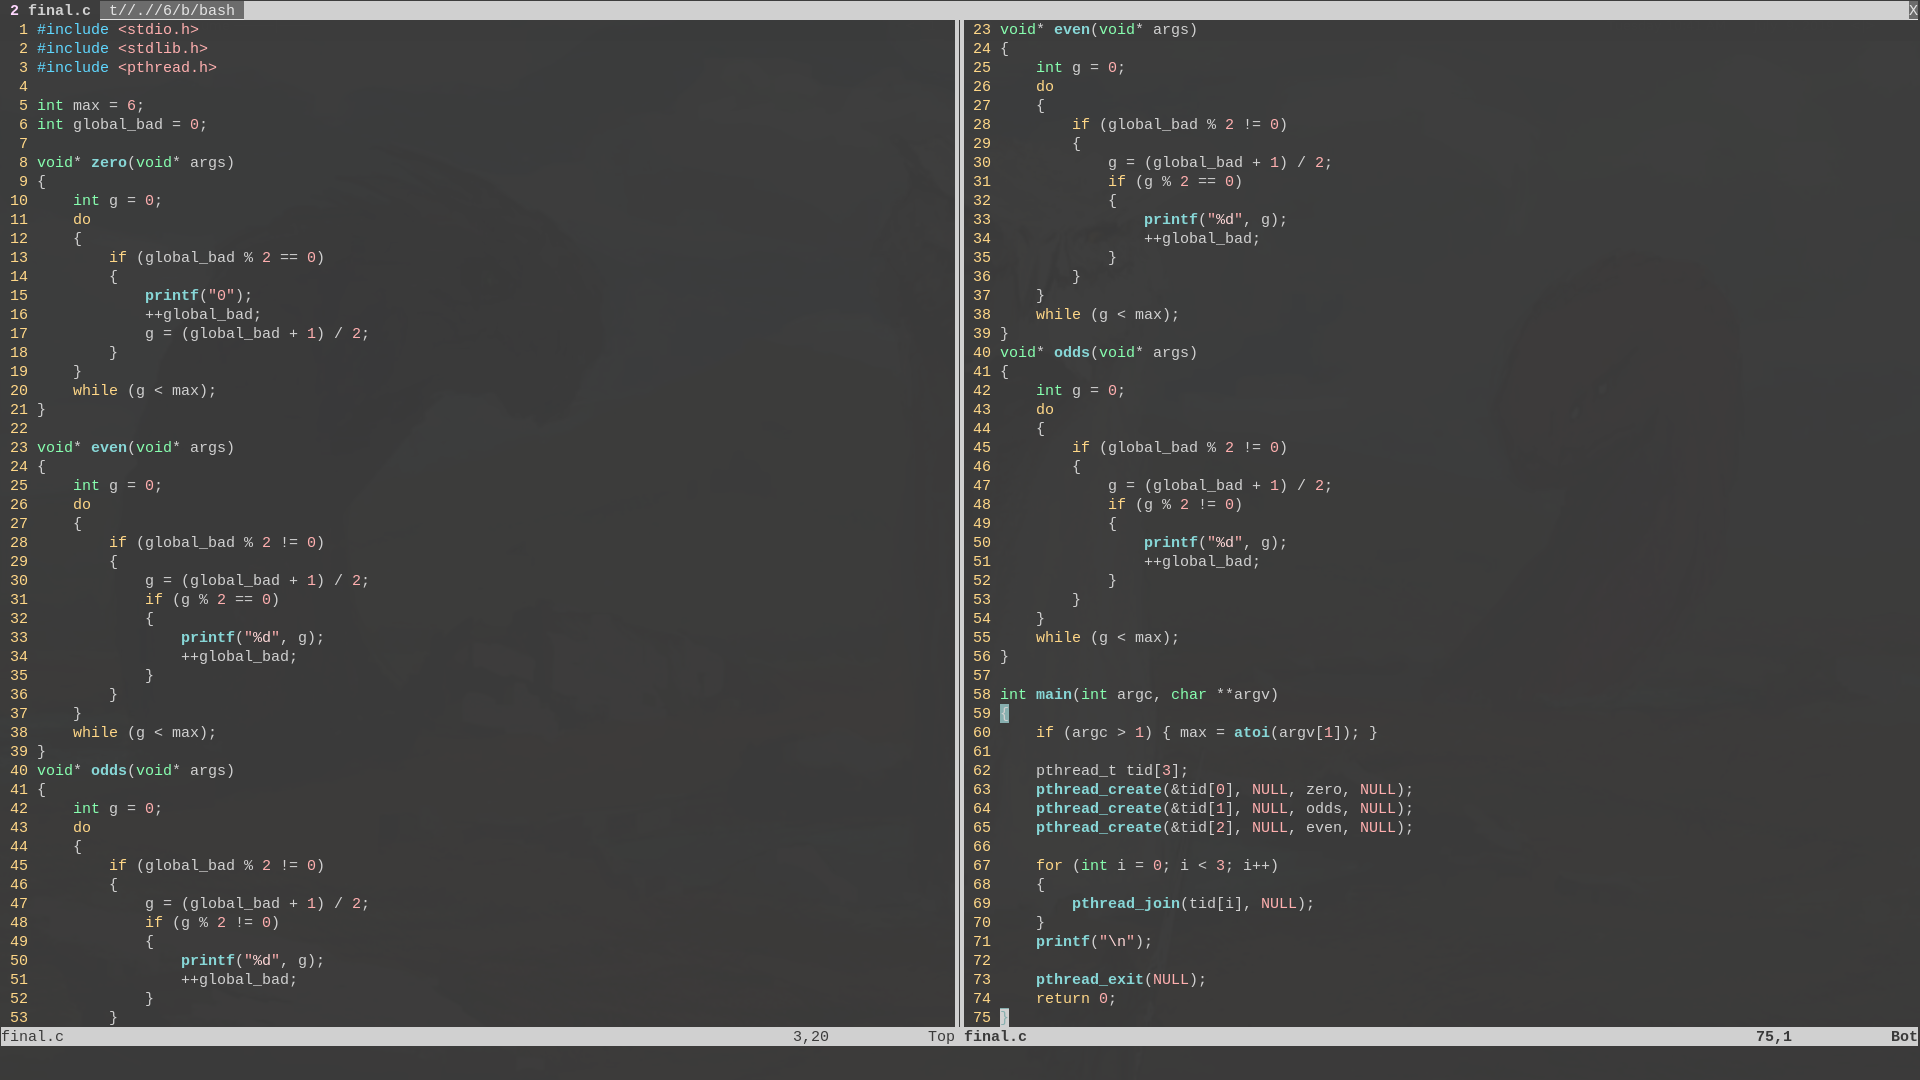 2 final.c  t//.//6/b/bash X
1 #include <stdio.h>
2 #include <stdlib.h>
3 #include <pthread.h>
4
5 int max = 6;
6 int global_bad = 0;
7
8 void* zero(void* args)
9 {
10     int g = 0;
11     do
12     {
13         if (global_bad % 2 == 0)
14         {
15             printf("0");
16             ++global_bad;
17             g = (global_bad + 1) / 2;
18         }
19     }
20     while (g < max);
21 }
22
23 void* even(void* args)
24 {
25     int g = 0;
26     do
27     {
28         if (global_bad % 2 != 0)
29         {
30             g = (global_bad + 1) / 2;
31             if (g % 2 == 0)
32             {
33                 printf("%d", g);
34                 ++global_bad;
35             }
36         }
37     }
38     while (g < max);
39 }
40 void* odds(void* args)
41 {
42     int g = 0;
43     do
44     {
45         if (global_bad % 2 != 0)
46         {
47             g = (global_bad + 1) / 2;
48             if (g % 2 != 0)
49             {
50                 printf("%d", g);
51                 ++global_bad;
52             }
53         }
final.c 3,20 Top
23 void* even(void* args)
24 {
25     int g = 0;
26     do
27     {
28         if (global_bad % 2 != 0)
29         {
30             g = (global_bad + 1) / 2;
31             if (g % 2 == 0)
32             {
33                 printf("%d", g);
34                 ++global_bad;
35             }
36         }
37     }
38     while (g < max);
39 }
40 void* odds(void* args)
41 {
42     int g = 0;
43     do
44     {
45         if (global_bad % 2 != 0)
46         {
47             g = (global_bad + 1) / 2;
48             if (g % 2 != 0)
49             {
50                 printf("%d", g);
51                 ++global_bad;
52             }
53         }
54     }
55     while (g < max);
56 }
57
58 int main(int argc, char **argv)
59 {
60     if (argc > 1) { max = atoi(argv[1]); }
61
62     pthread_t tid[3];
63     pthread_create(&tid[0], NULL, zero, NULL);
64     pthread_create(&tid[1], NULL, odds, NULL);
65     pthread_create(&tid[2], NULL, even, NULL);
66
67     for (int i = 0; i < 3; i++)
68     {
69         pthread_join(tid[i], NULL);
70     }
71     printf("\n");
72
73     pthread_exit(NULL);
74     return 0;
75 }
final.c 75,1 Bot